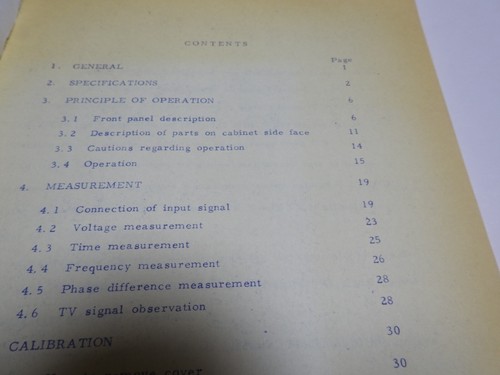 CONTENTS
Page
1. GENERAL 1
2. SPECIFICATIONS 2
3. PRINCIPLE OF OPERATION 6
3.1 Front panel description 6
3.2 Description of parts on cabinet side face 11
3.3 Cautions regarding operation 14
3.4 Operation 15
4. MEASUREMENT 19
4.1 Connection of input signal 19
4.2 Voltage measurement 23
4.3 Time measurement 25
4.4 Frequency measurement 26
4.5 Phase difference measurement 28
4.6 TV signal observation 28
CALIBRATION 30
cover 30